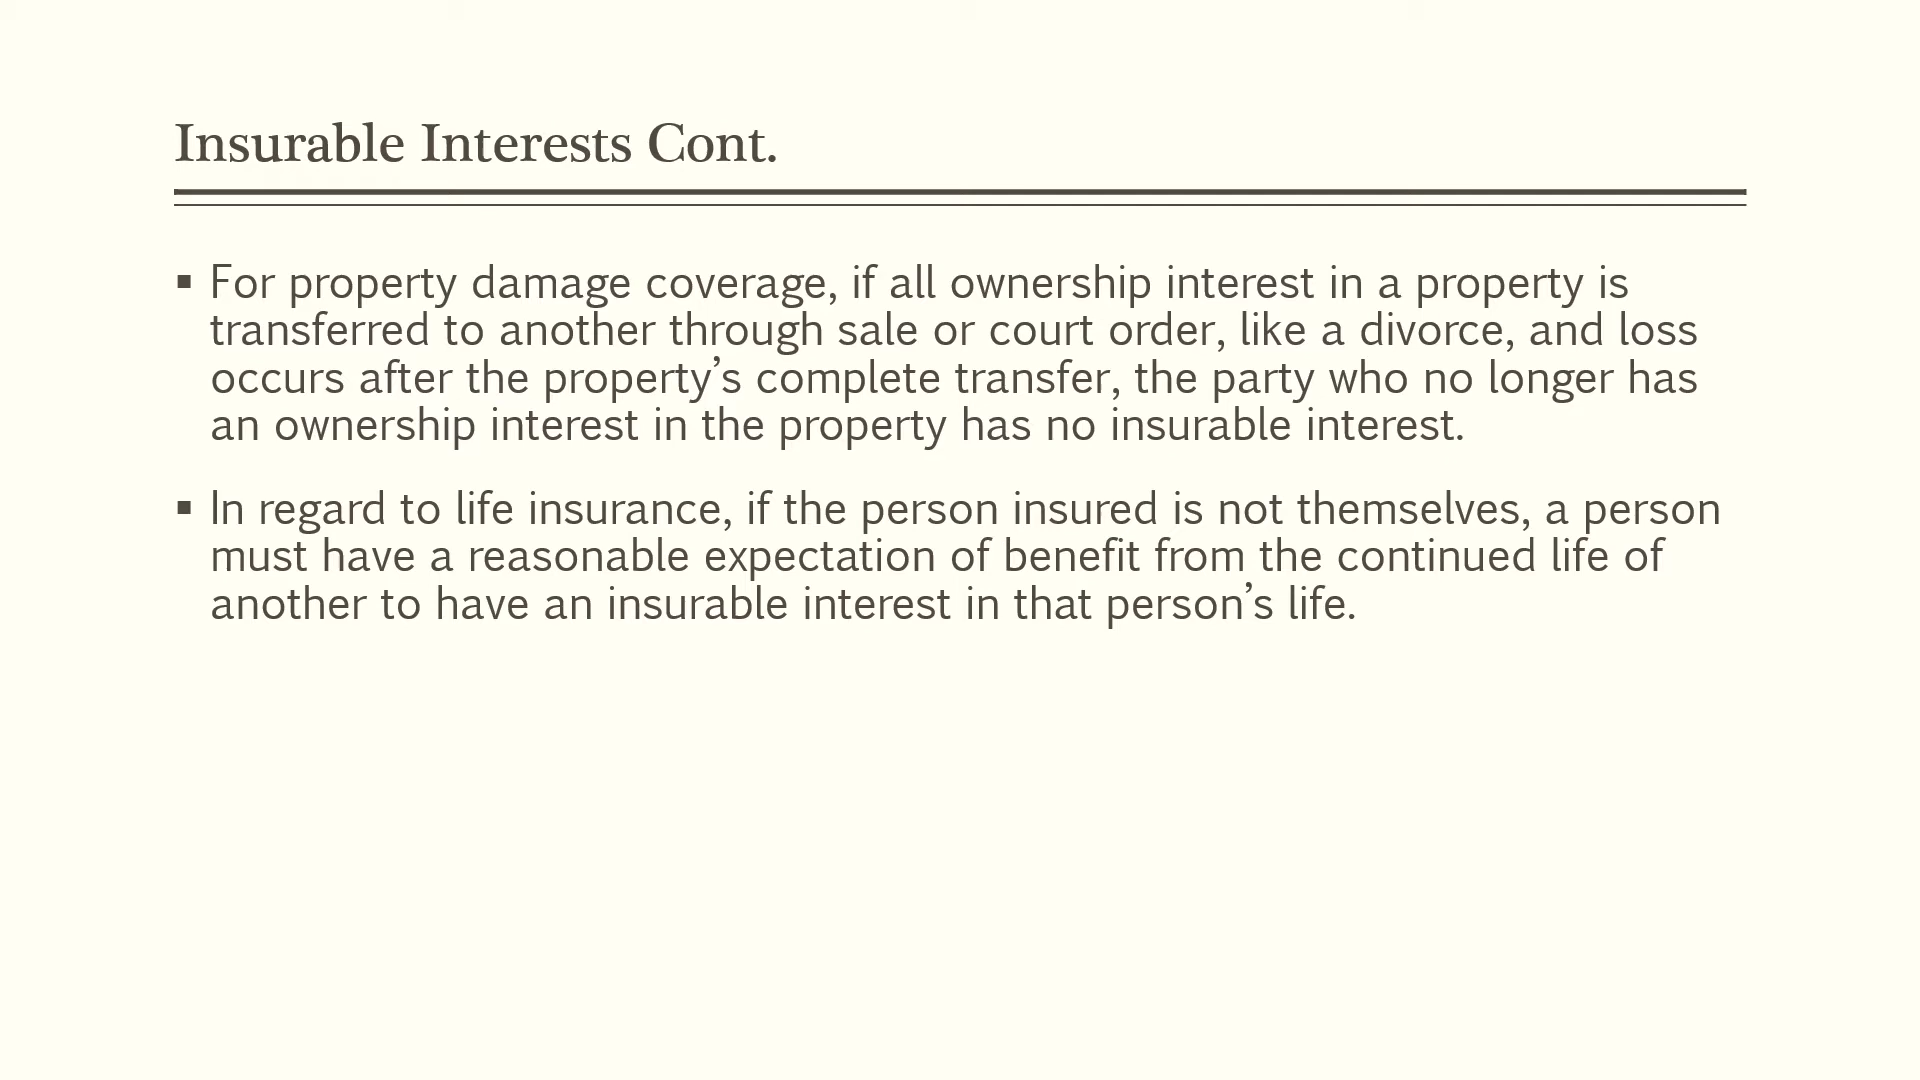 Insurable Interests Cont.
▪ For property damage coverage, if all ownership interest in a property is
transferred to another through sale or court order, like a divorce, and loss
occurs after the property’s complete transfer, the party who no longer has
an ownership interest in the property has no insurable interest.
▪ In regard to life insurance, if the person insured is not themselves, a person
must have a reasonable expectation of benefit from the continued life of
another to have an insurable interest in that person’s life.